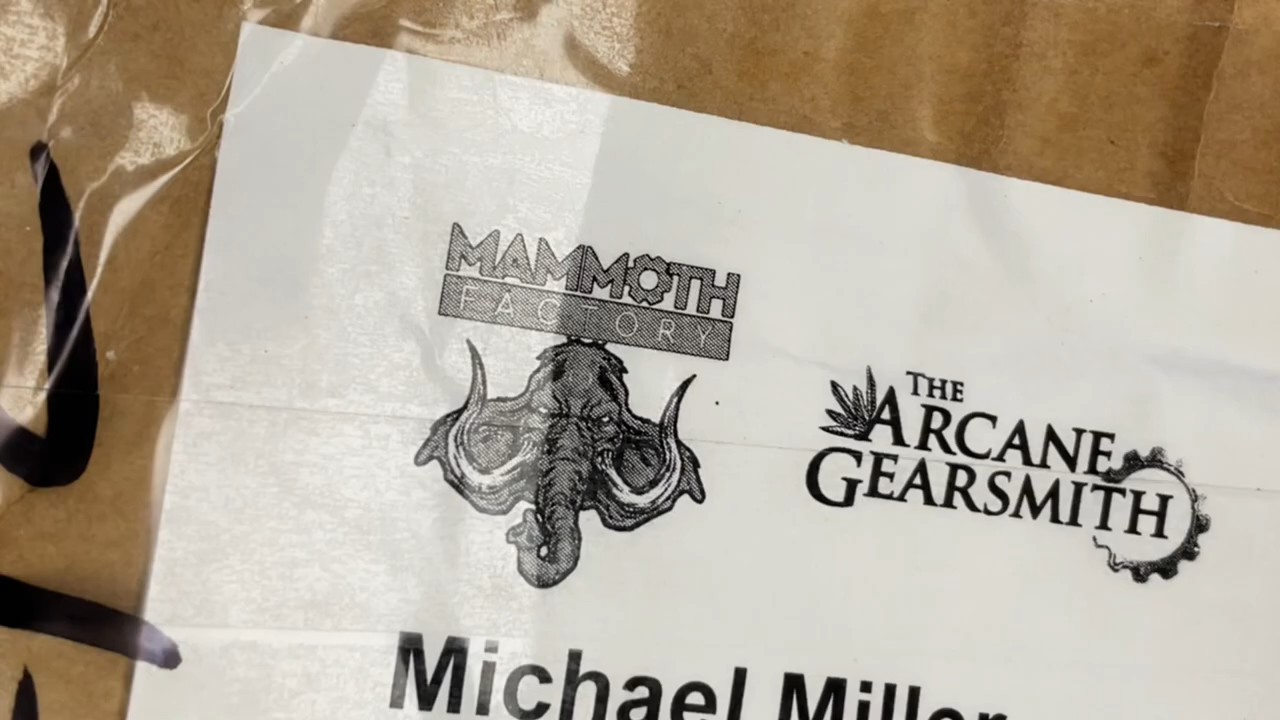 MAMMOTH
FACTORY
THE
ARCANE
GEARSMITH
Michael Miller